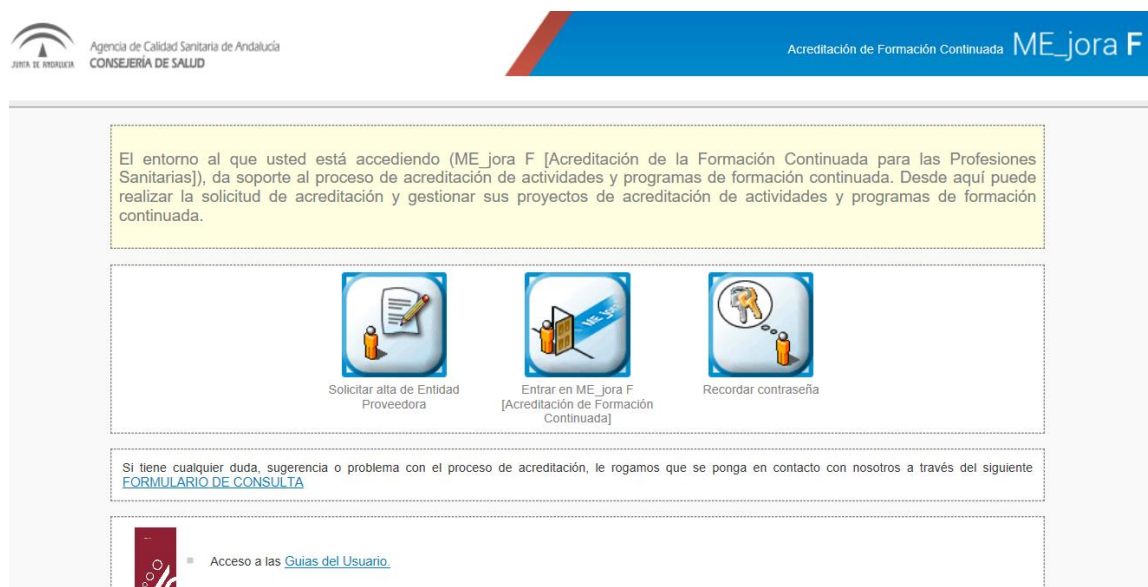 Agencia de Calidad Sanitaria de Andalucía
JUNTA DE ANDALUCIA CONSEJERÍA DE SALUD
Acreditación de Formación Continuada ME_jora F
El entorno al que usted está accediendo (ME_jora F [Acreditación de la Formación Continuada para las Profesiones
Sanitarias]), da soporte al proceso de acreditación de actividades y programas de formación continuada. Desde aquí puede
realizar la solicitud de acreditación y gestionar sus proyectos de acreditación de actividades y programas de formación
continuada.
ME_jora
Solicitar alta de Entidad
Proveedora
Entrar en ME_jora F
[Acreditación de Formación
Continuada]
Recordar contraseña
Si tiene cualquier duda, sugerencia o problema con el proceso de acreditación, le rogamos que se ponga en contacto con nosotros a través del siguiente
FORMULARIO DE CONSULTA
Acceso a las Guias del Usuario.